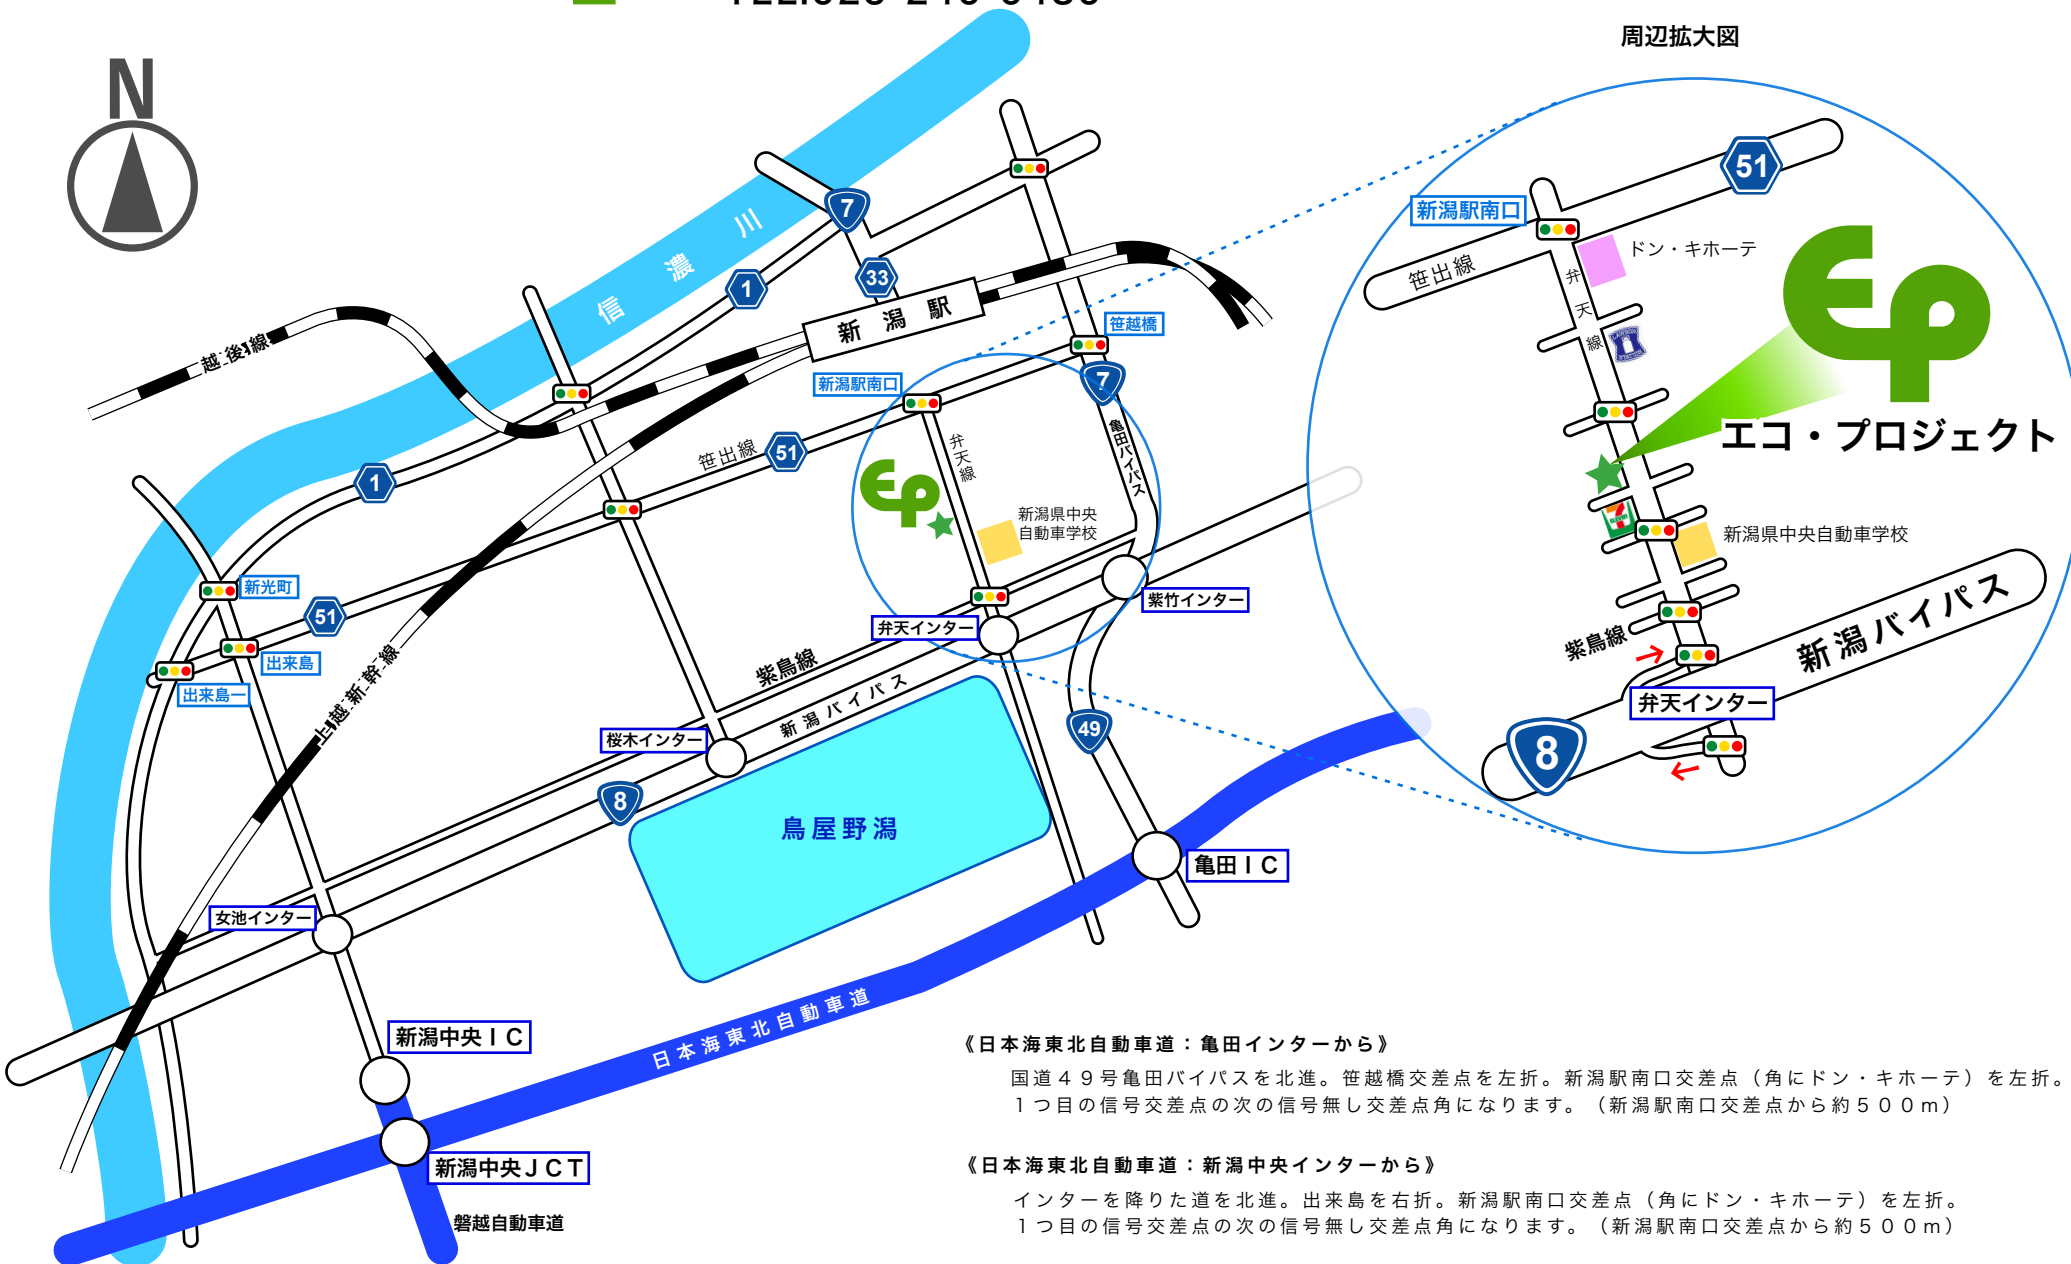 周辺拡大図
N
信濃川
7
1
33
越後線
新潟駅
笹越橋
新潟駅南口
7
笹出線
51
弁天線
亀田バイパス
1
Ep
新潟県中央
自動車学校
新光町
51
出来島
出来島一
上越新幹線
紫竹インター
弁天インター
紫鳥線
新潟バイパス
桜木インター
8
49
鳥屋野潟
亀田IC
女池インター
新潟中央IC
日本海東北自動車道
新潟中央JCT
磐越自動車道
51
新潟駅南口
笹出線
ドン・キホーテ
弁天線
Ep
エコ・プロジェクト
新潟県中央自動車学校
紫鳥線
新潟バイパス
弁天インター
8
《日本海東北自動車道：亀田インターから》
国道４９号亀田バイパスを北進。笹越橋交差点を左折。新潟駅南口交差点（角にドン・キホーテ）を左折。
１つ目の信号交差点の次の信号無し交差点角になります。（新潟駅南口交差点から約５００ｍ）
《日本海東北自動車道：新潟中央インターから》
インターを降りた道を北進。出来島を右折。新潟駅南口交差点（角にドン・キホーテ）を左折。
１つ目の信号交差点の次の信号無し交差点角になります。（新潟駅南口交差点から約５００ｍ）